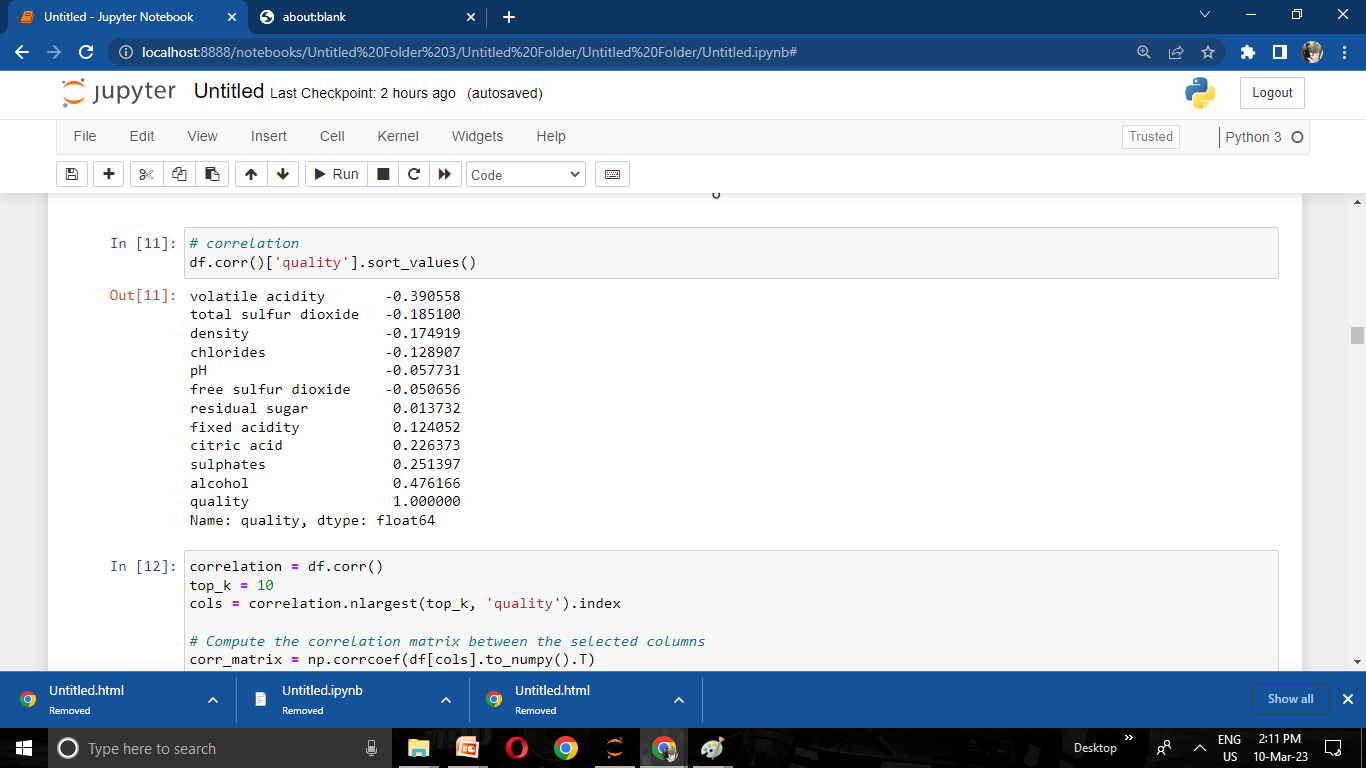 Untitled - Jupyter Notebook
about:blank
localhost:8888/notebooks/Untitled%20Folder%203/Untitled%20Folder/Untitled%20Folder/Untitled.ipynb#
jupyter Untitled Last Checkpoint: 2 hours ago (autosaved)
Logout
File Edit View Insert Cell Kernel Widgets Help
Trusted
Python 3
Run
Code
In [11]:
# correlation
df.corr()['quality'].sort_values()
Out[11]:
volatile acidity -0.390558
total sulfur dioxide -0.185100
density -0.174919
chlorides -0.128907
pH -0.057731
free sulfur dioxide -0.050656
residual sugar 0.013732
fixed acidity 0.124052
citric acid 0.226373
sulphates 0.251397
alcohol 0.476166
quality 1.000000
Name: quality, dtype: float64
In [12]:
correlation = df.corr()
top_k = 10
cols = correlation.nlargest(top_k, 'quality').index
# Compute the correlation matrix between the selected columns
corr_matrix = np.corrcoef(df[cols].to_numpy().T)
Untitled.html
Removed
Untitled.ipynb
Removed
Untitled.html
Removed
Show all
Type here to search
Desktop
ENG
US
2:11 PM
10-Mar-23